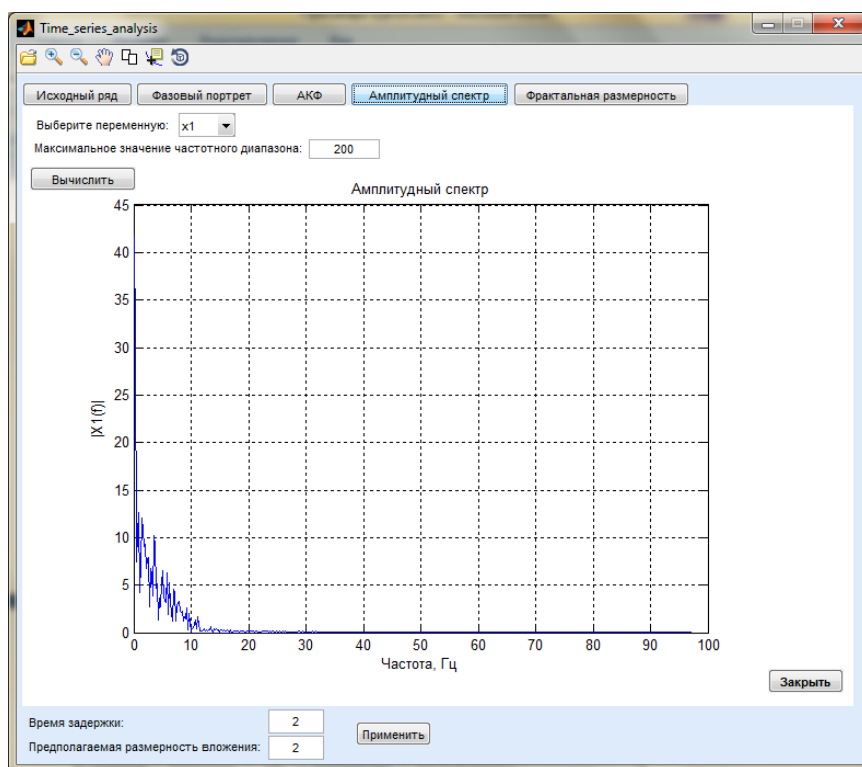 Time_series_analysis
Исходный ряд Фазовый портрет АКФ Амплитудный спектр Фрактальная размерность
Выберите переменную: x1
Максимальное значение частотного диапазона: 200
Вычислить
Амплитудный спектр
45
40
35
30
25
20
15
10
5
0
|X1(f)|
0 10 20 30 40 50 60 70 80 90 100
Частота, Гц
Закрыть
Время задержки: 2
Применить
Предполагаемая размерность вложения: 2